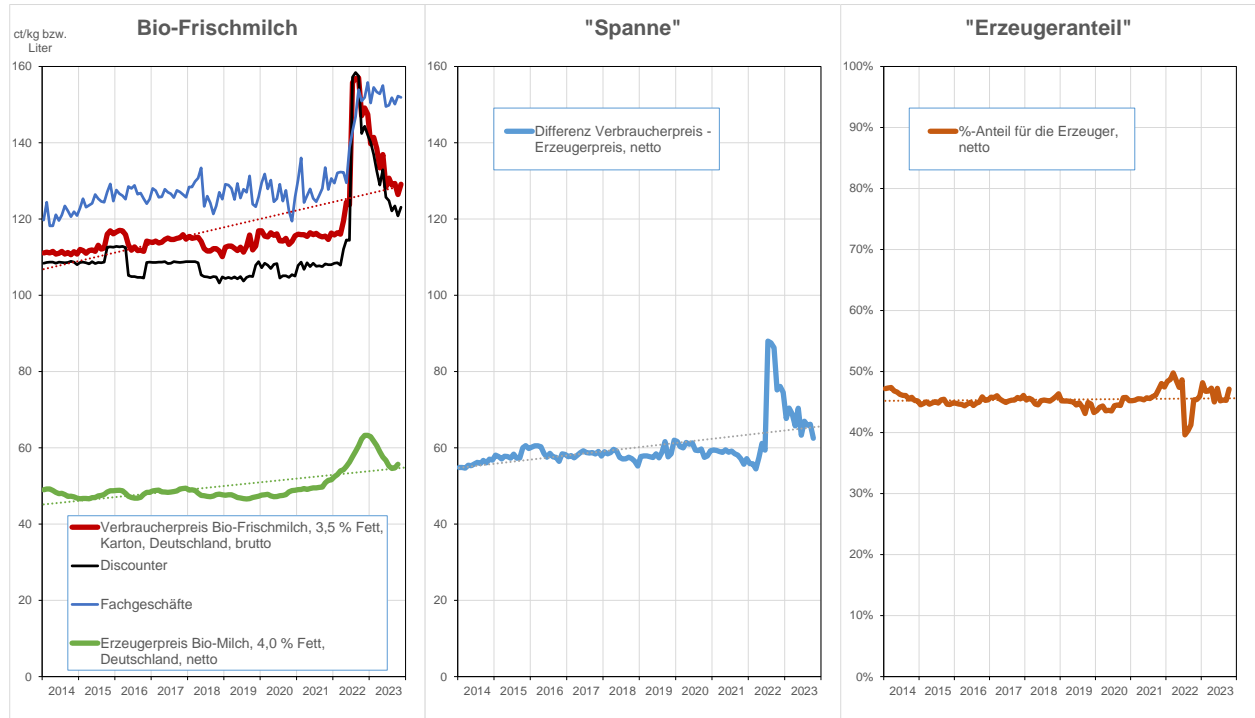 Bio-Frischmilch
ct/kg bzw.
Liter
160
140
120
100
80
60
40
20
0
Verbraucherpreis Bio-Frischmilch, 3,5 % Fett,
Karton, Deutschland, brutto
Discounter
Fachgeschäfte
Erzeugerpreis Bio-Milch, 4,0 % Fett,
Deutschland, netto
2014 2015 2016 2017 2018 2019 2020 2021 2022 2023
"Spanne"
160
140
120
100
80
60
40
20
0
Differenz Verbraucherpreis -
Erzeugerpreis, netto
2014 2015 2016 2017 2018 2019 2020 2021 2022 2023
"Erzeugeranteil"
100%
90%
80%
70%
60%
50%
40%
30%
20%
10%
0%
%-Anteil für die Erzeuger,
netto
2014 2015 2016 2017 2018 2019 2020 2021 2022 2023